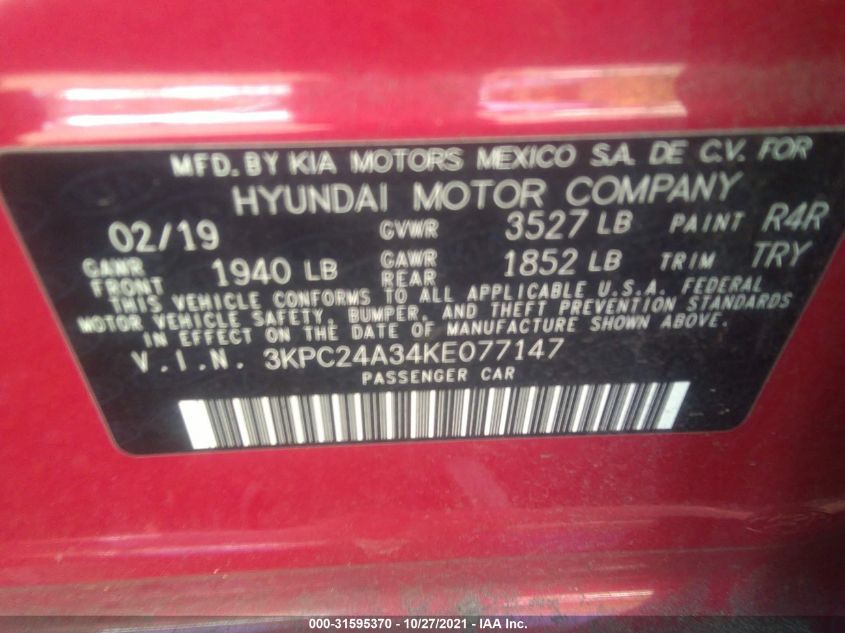 MFD. BY KIA MOTORS MEXICO S.A. DE C.V. FOR
HYUNDAI MOTOR COMPANY
02/19 GVWR 3527 LB PAINT R4R
GAWR FRONT 1940 LB GAWR REAR 1852 LB TRIM TRY
THIS VEHICLE CONFORMS TO ALL APPLICABLE U.S.A. FEDERAL
MOTOR VEHICLE SAFETY, BUMPER, AND THEFT PREVENTION STANDARDS
IN EFFECT ON THE DATE OF MANUFACTURE SHOWN ABOVE.
V.I.N. 3KPC24A34KE077147
PASSENGER CAR
000-31595370 - 10/27/2021 - IAA Inc.